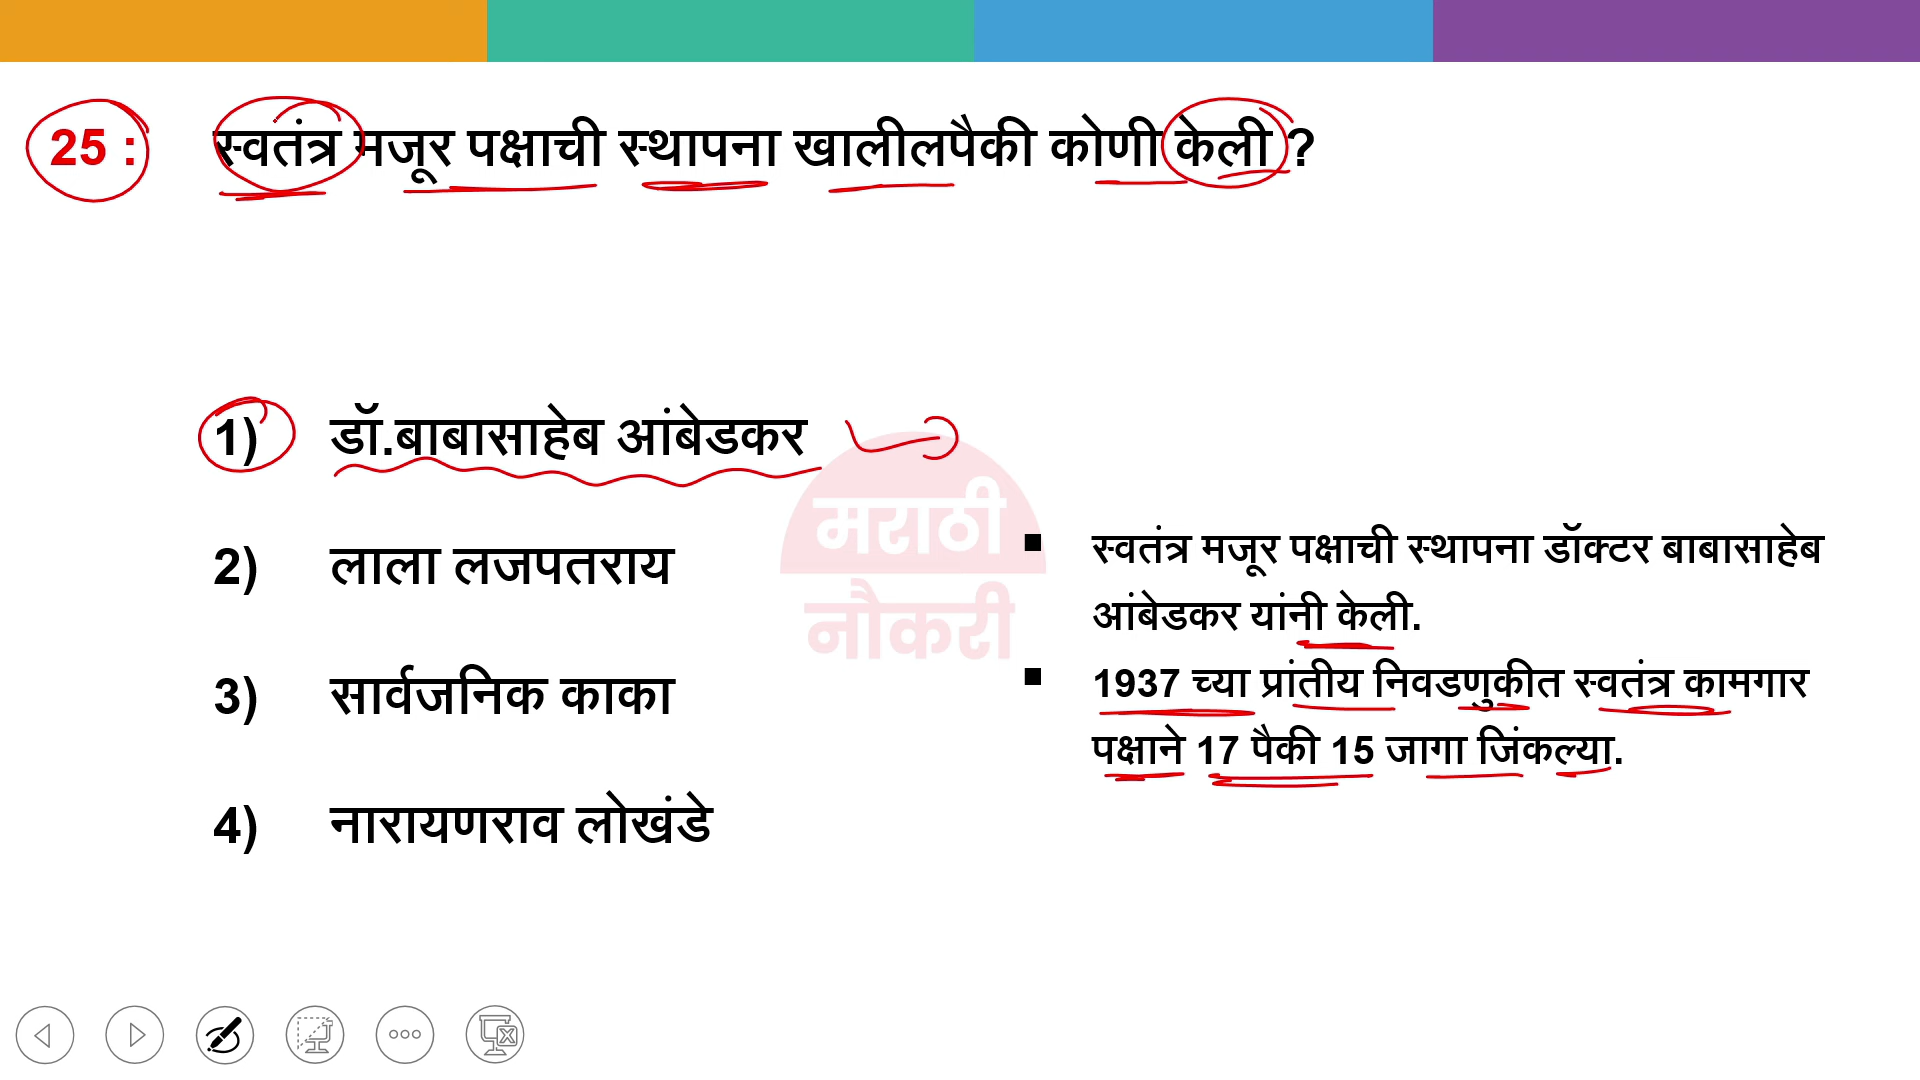 25 : स्वतंत्र मजूर पक्षाची स्थापना खालीलपैकी कोणी केली ?
1) डॉ.बाबासाहेब आंबेडकर
2) लाला लजपतराय
3) सार्वजनिक काका
4) नारायणराव लोखंडे
मराठी
नौकरी
▪ स्वतंत्र मजूर पक्षाची स्थापना डॉक्टर बाबासाहेब
आंबेडकर यांनी केली.
▪ 1937 च्या प्रांतीय निवडणुकीत स्वतंत्र कामगार
पक्षाने 17 पैकी 15 जागा जिंकल्या.